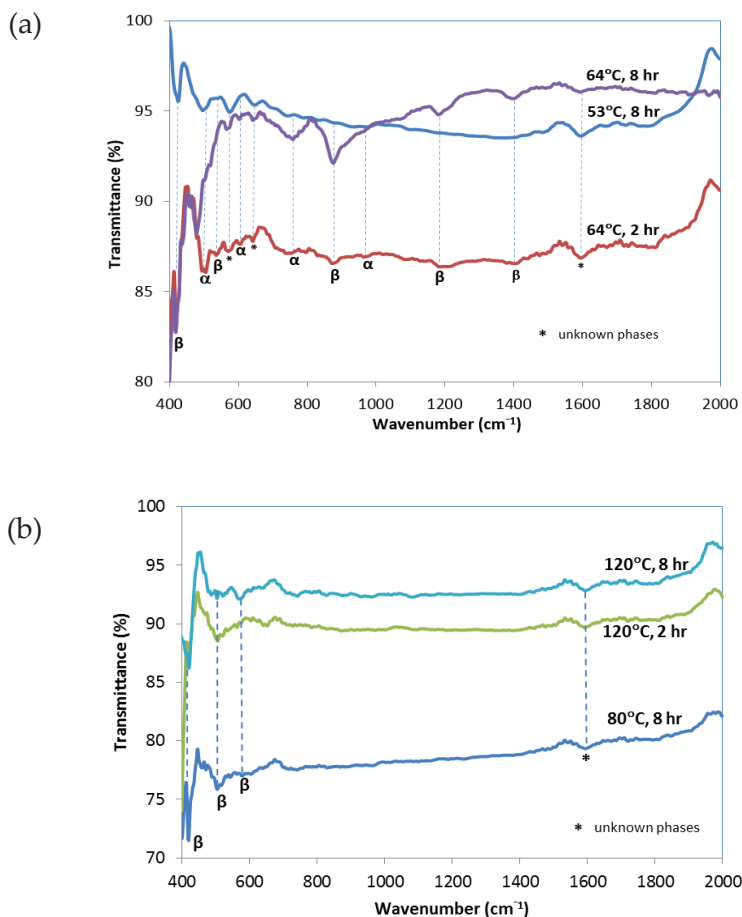 (a)
100
95
90
85
80
Transmittance (%)
64°C, 8 hr
53°C, 8 hr
64°C, 2 hr
β
α
β
*
α
*
α
β
α
β
β
*
* unknown phases
400 600 800 1000 1200 1400 1600 1800 2000
Wavenumber (cm⁻¹)
(b)
100
95
90
85
80
75
70
Transmittance (%)
120°C, 8 hr
120°C, 2 hr
80°C, 8 hr
β
β
β
*
* unknown phases
400 600 800 1000 1200 1400 1600 1800 2000
Wavenumber (cm⁻¹)